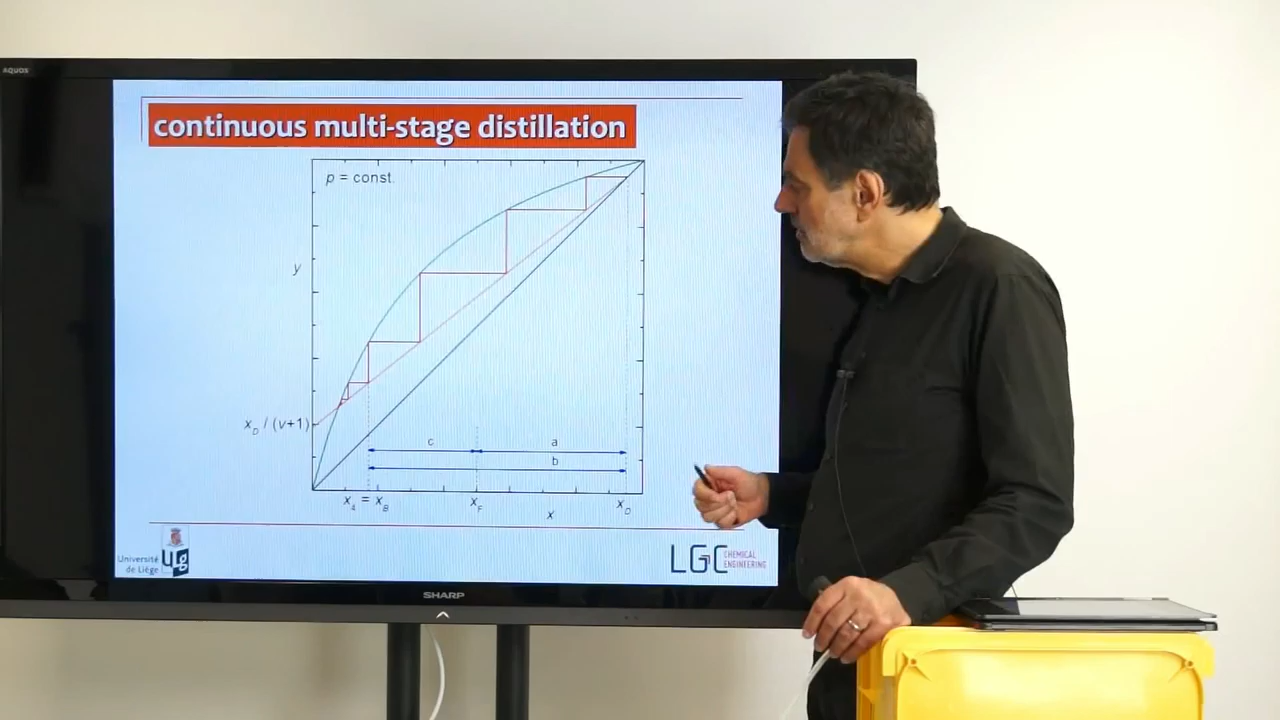 AQUOS
continuous multi-stage distillation
p = const.
y
x_D / (v+1)
c
a
b
x_4 = x_B
x_F
x_D
x
Université
de Liège
ULg
LGC
CHEMICAL
ENGINEERING
SHARP